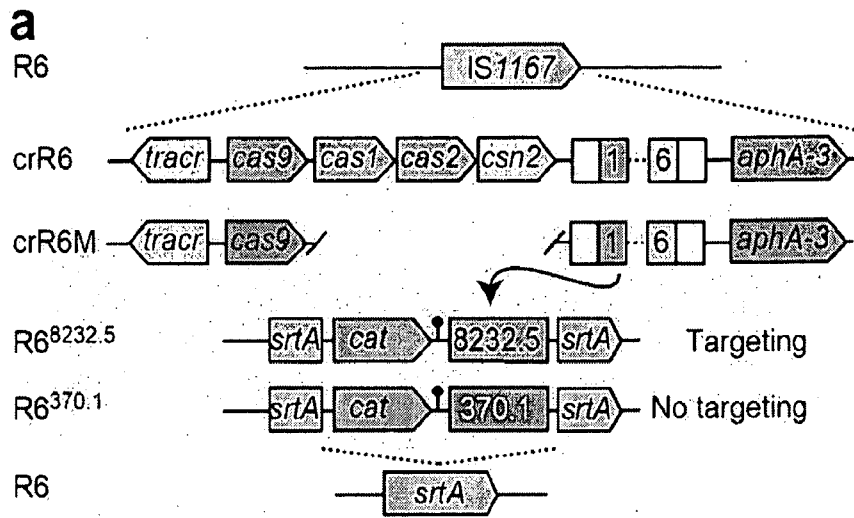 a
R6 IS1167
crR6 tracr cas9 cas1 cas2 csn2 1 6 aphA-3
crR6M tracr cas9 1 6 aphA-3
R6^8232.5 srtA cat 8232.5 srtA Targeting
R6^370.1 srtA cat 370.1 srtA No targeting
R6 srtA